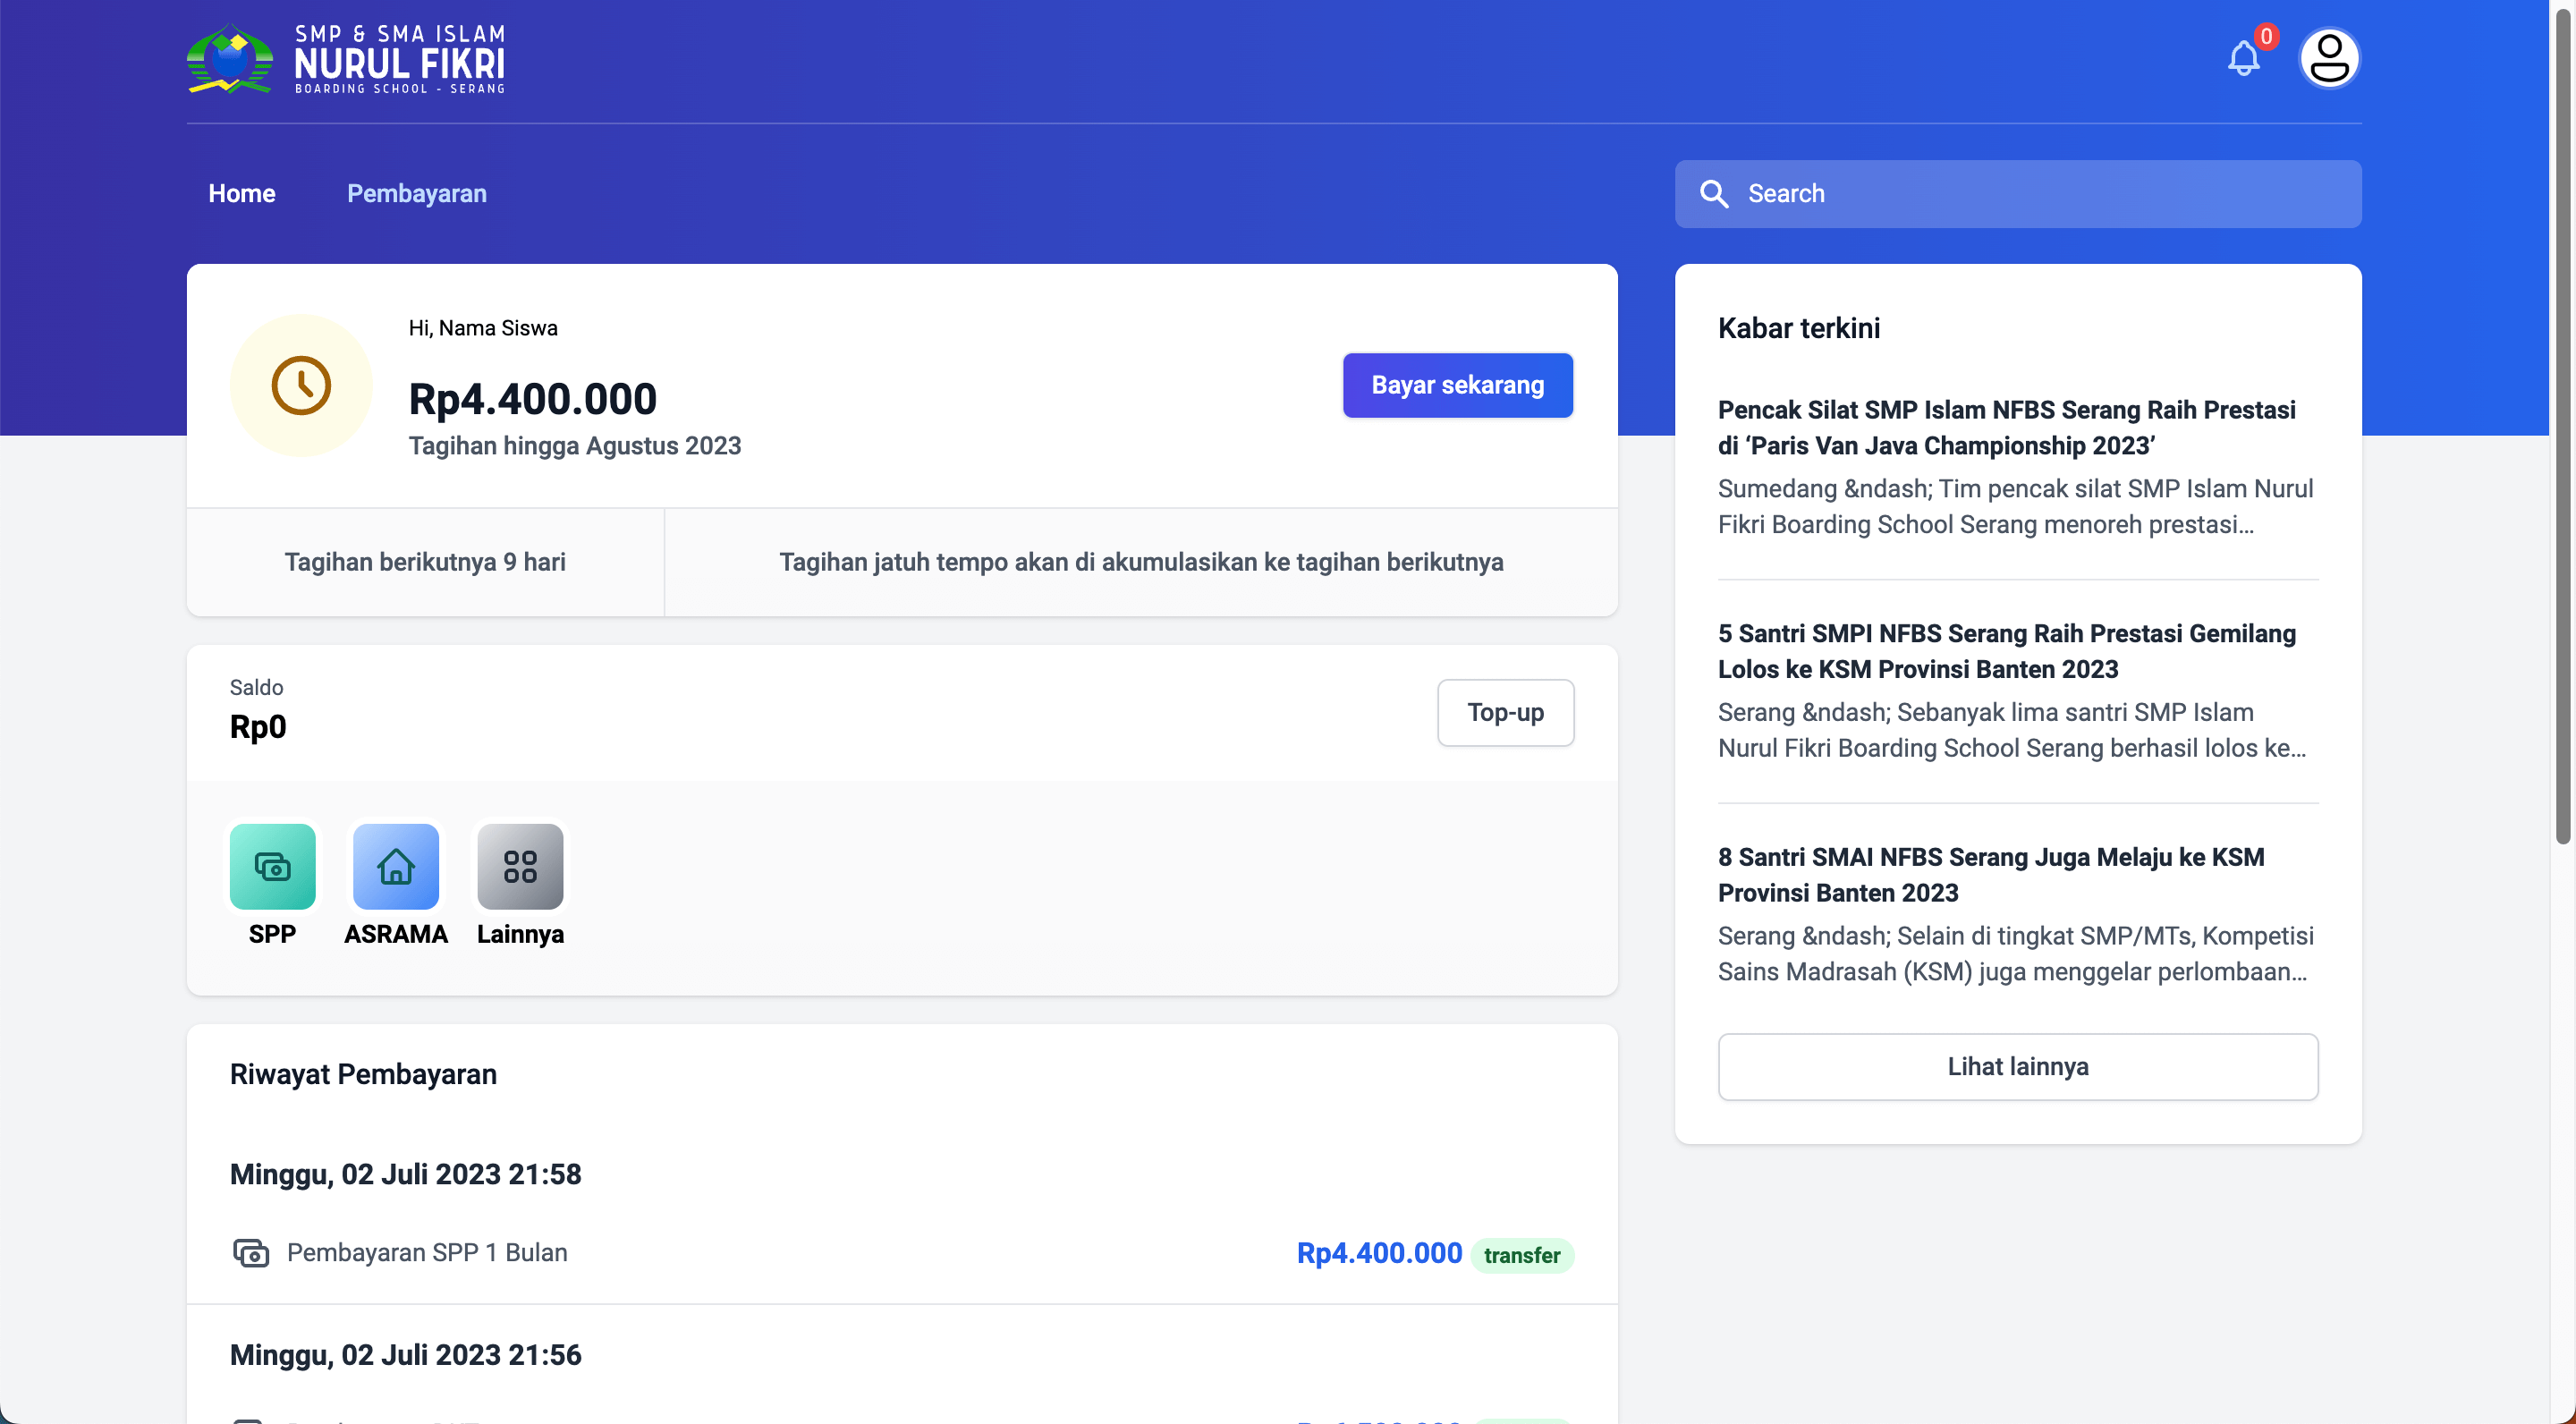 SMP & SMA ISLAM
NURUL FIKRI
BOARDING SCHOOL - SERANG
0
Home
Pembayaran
Search
Hi, Nama Siswa
Rp4.400.000
Tagihan hingga Agustus 2023
Bayar sekarang
Tagihan berikutnya 9 hari
Tagihan jatuh tempo akan di akumulasikan ke tagihan berikutnya
Saldo
Rp0
Top-up
SPP
ASRAMA
Lainnya
Riwayat Pembayaran
Minggu, 02 Juli 2023 21:58
Pembayaran SPP 1 Bulan
Rp4.400.000
transfer
Minggu, 02 Juli 2023 21:56
Kabar terkini
Pencak Silat SMP Islam NFBS Serang Raih Prestasi
di ‘Paris Van Java Championship 2023’
Sumedang &ndash; Tim pencak silat SMP Islam Nurul
Fikri Boarding School Serang menoreh prestasi...
5 Santri SMPI NFBS Serang Raih Prestasi Gemilang
Lolos ke KSM Provinsi Banten 2023
Serang &ndash; Sebanyak lima santri SMP Islam
Nurul Fikri Boarding School Serang berhasil lolos ke...
8 Santri SMAI NFBS Serang Juga Melaju ke KSM
Provinsi Banten 2023
Serang &ndash; Selain di tingkat SMP/MTs, Kompetisi
Sains Madrasah (KSM) juga menggelar perlombaan...
Lihat lainnya